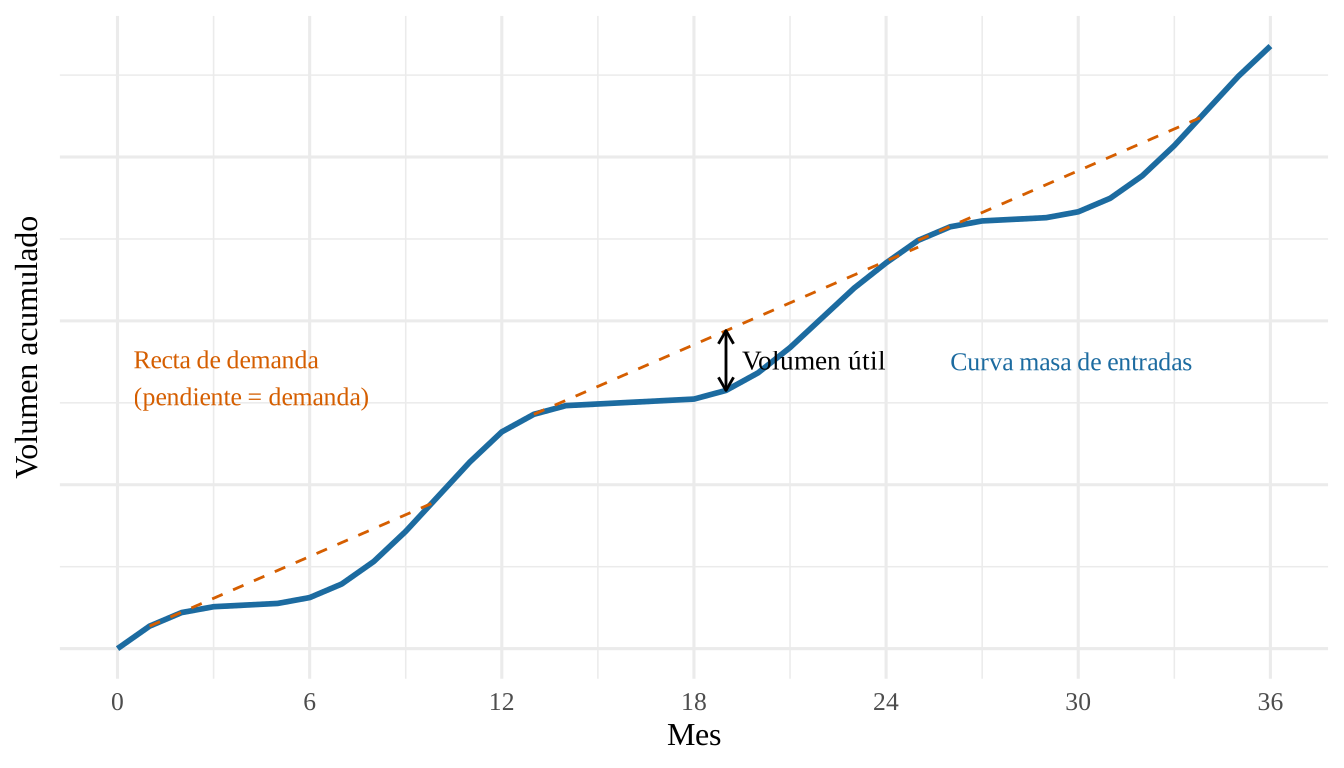 Volumen acumulado
Recta de demanda
(pendiente = demanda)
Volumen útil
Curva masa de entradas
0 6 12 18 24 30 36
Mes